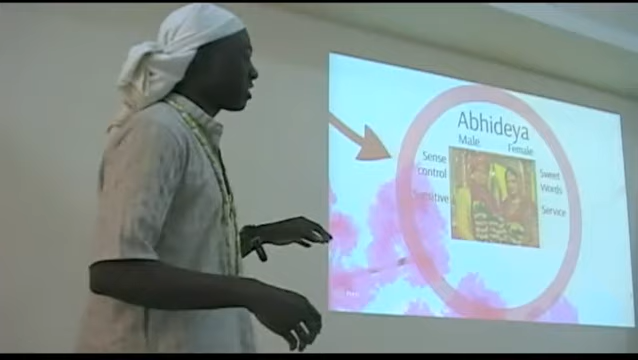 Abhideya
Male
Female
Sense
control
Sensitive
Sweet
Words
Service